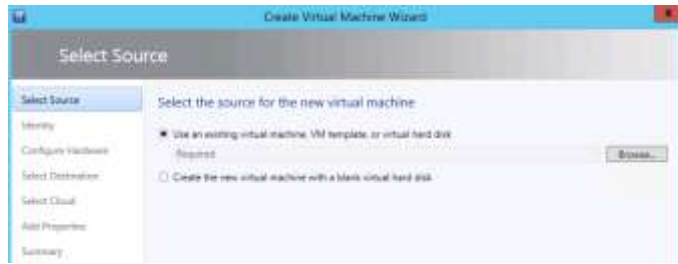 Create Virtual Machine Wizard
Select Source
Select Source
Identity
Configure Hardware
Select Destination
Select Cloud
Add Properties
Summary
Select the source for the new virtual machine
Use an existing virtual machine, VM template, or virtual hard disk
Required
Browse...
Create the new virtual machine with a blank virtual hard disk